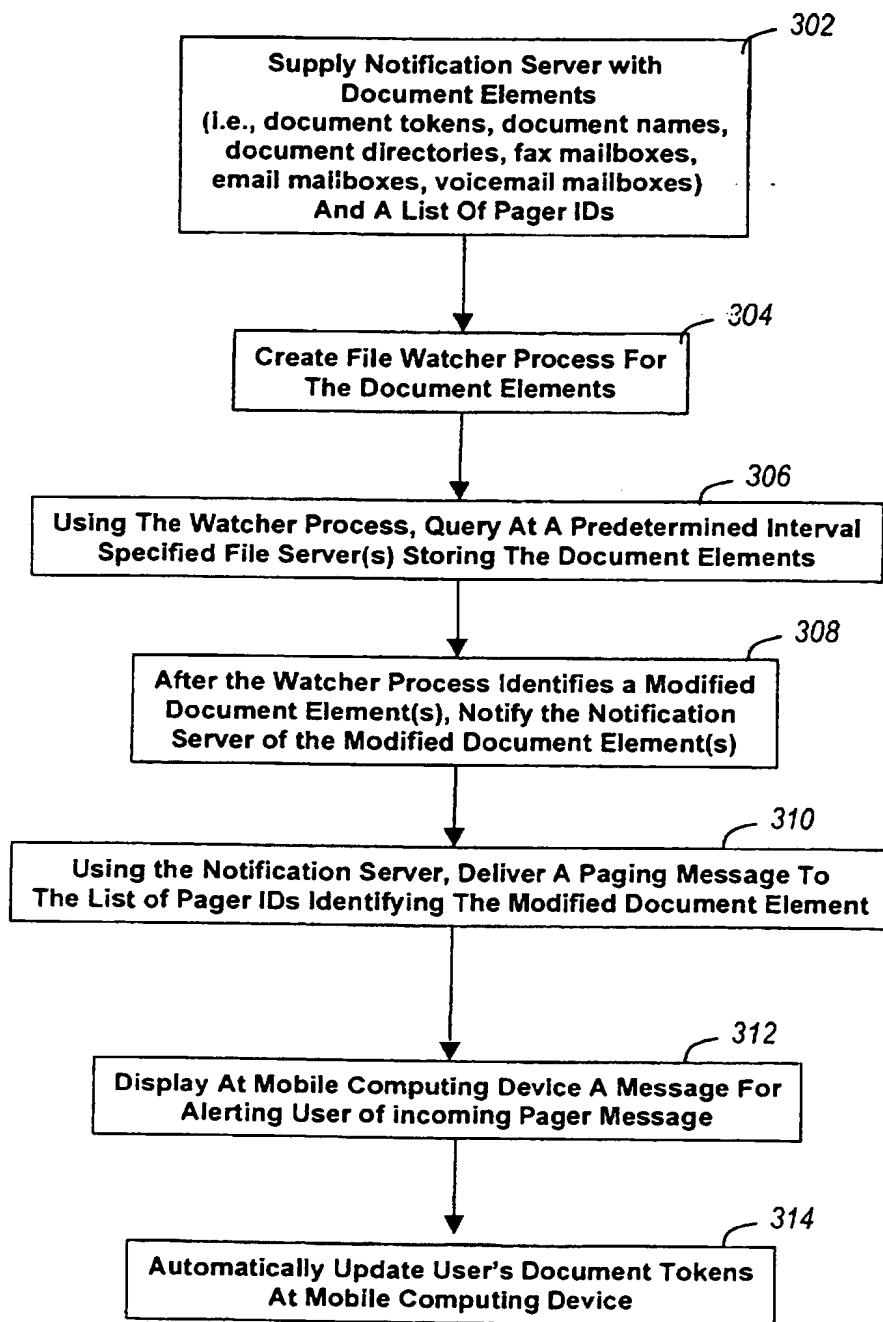 302
Supply Notification Server with
Document Elements
(i.e., document tokens, document names,
document directories, fax mailboxes,
email mailboxes, voicemail mailboxes)
And A List Of Pager IDs
304
Create File Watcher Process For
The Document Elements
306
Using The Watcher Process, Query At A Predetermined Interval
Specified File Server(s) Storing The Document Elements
308
After the Watcher Process Identifies a Modified
Document Element(s), Notify the Notification
Server of the Modified Document Element(s)
310
Using the Notification Server, Deliver A Paging Message To
The List of Pager IDs Identifying The Modified Document Element
312
Display At Mobile Computing Device A Message For
Alerting User of incoming Pager Message
314
Automatically Update User's Document Tokens
At Mobile Computing Device